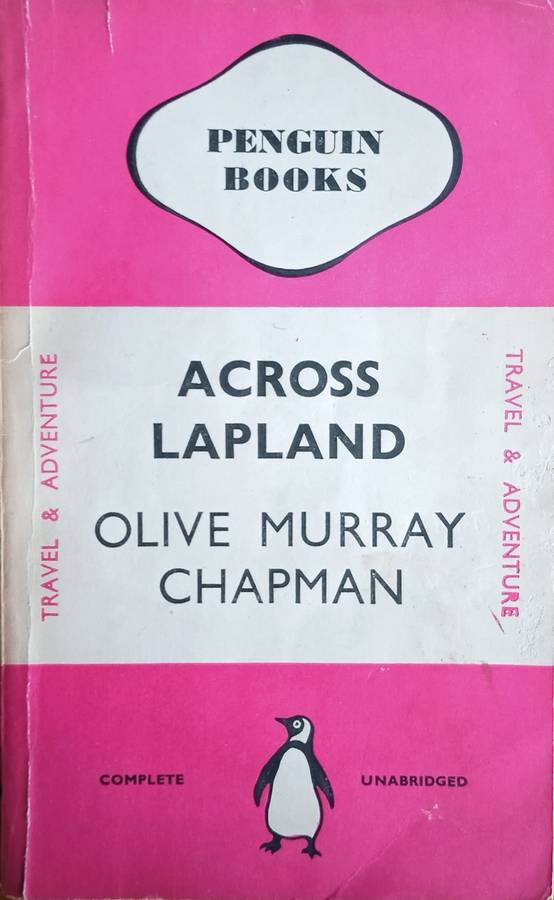 PENGUIN
BOOKS
ACROSS
LAPLAND
OLIVE MURRAY
CHAPMAN
TRAVEL & ADVENTURE
TRAVEL & ADVENTURE
COMPLETE
UNABRIDGED